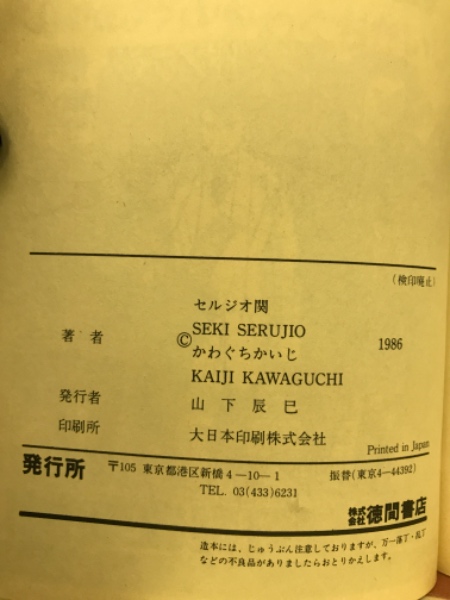 (検印廃止)
セルジオ関
著者 ©SEKI SERUJIO 1986
かわぐちかいじ
KAIJI KAWAGUCHI
発行者 山下辰巳
印刷所 大日本印刷株式会社
Printed in Japan
発行所 〒105 東京都港区新橋4―10―1 振替(東京4―44392)
TEL. 03(433)6231
株式会社 徳間書店
造本には、じゅうぶん注意しておりますが、万一落丁・乱丁
などの不良品がありましたらおとりかえします。